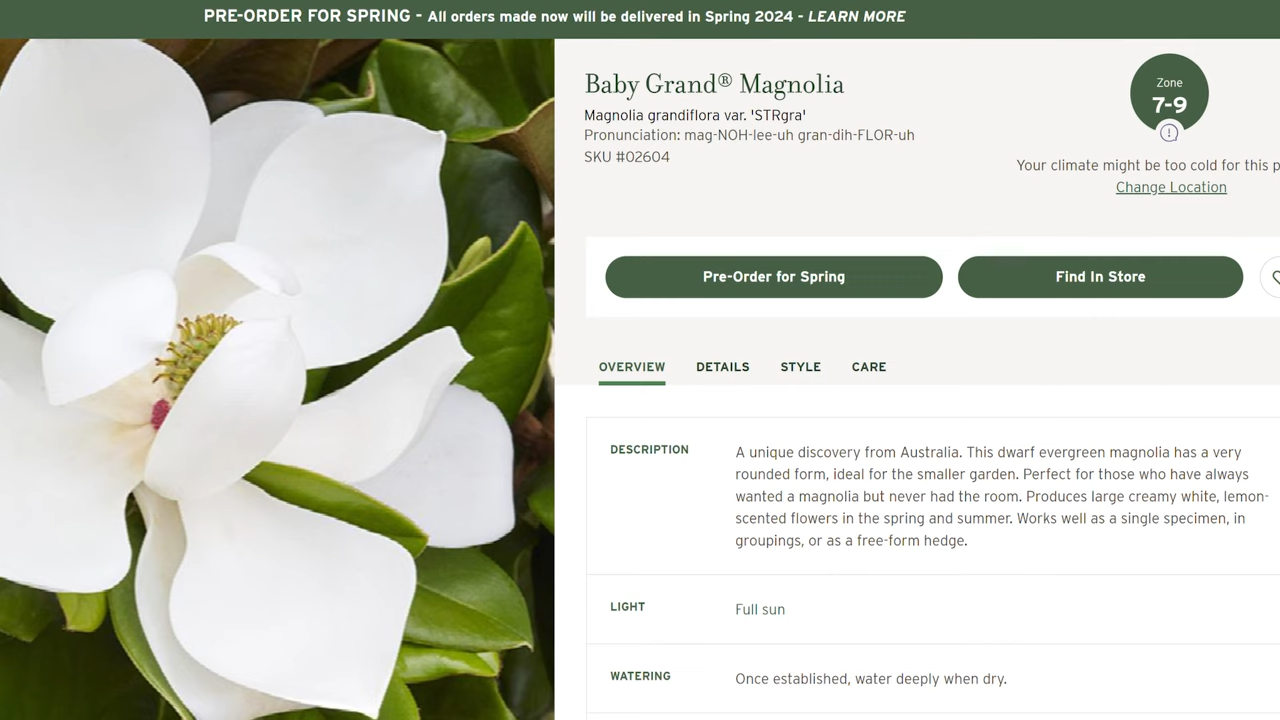 PRE-ORDER FOR SPRING - All orders made now will be delivered in Spring 2024 - LEARN MORE
Baby Grand® Magnolia
Magnolia grandiflora var. 'STRgra'
Pronunciation: mag-NOH-lee-uh gran-dih-FLOR-uh
SKU #02604
Zone
7-9
Your climate might be too cold for this
Change Location
Pre-Order for Spring
Find In Store
OVERVIEW DETAILS STYLE CARE
DESCRIPTION
A unique discovery from Australia. This dwarf evergreen magnolia has a very
rounded form, ideal for the smaller garden. Perfect for those who have always
wanted a magnolia but never had the room. Produces large creamy white, lemon-
scented flowers in the spring and summer. Works well as a single specimen, in
groupings, or as a free-form hedge.
LIGHT
Full sun
WATERING
Once established, water deeply when dry.